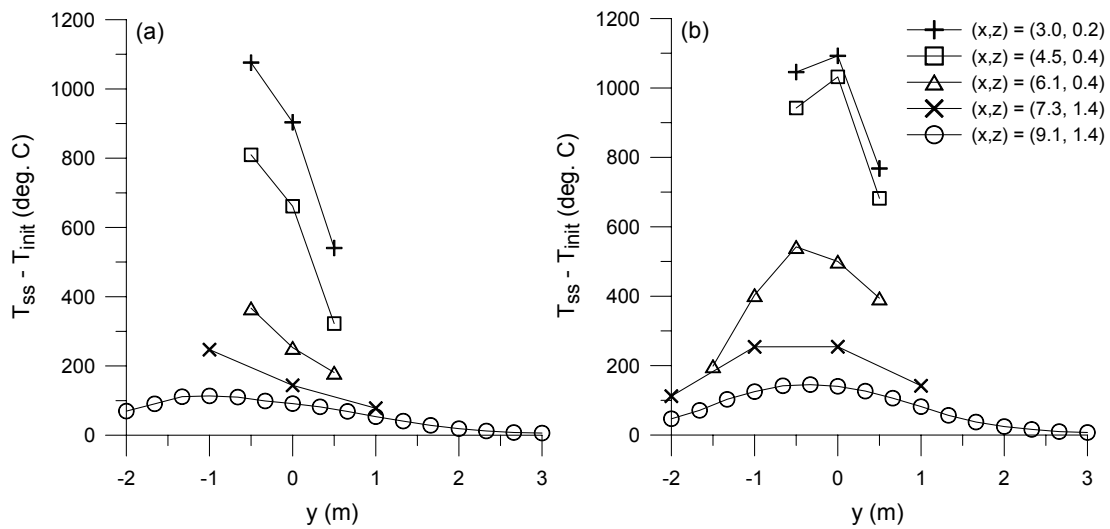 (a)
1200
1000
800
600
400
200
0
T_ss - T_init (deg. C)
-2 -1 0 1 2 3
y (m)
(b)
1200
1000
800
600
400
200
0
T_ss - T_init (deg. C)
-2 -1 0 1 2 3
y (m)
(x,z) = (3.0, 0.2)
(x,z) = (4.5, 0.4)
(x,z) = (6.1, 0.4)
(x,z) = (7.3, 1.4)
(x,z) = (9.1, 1.4)